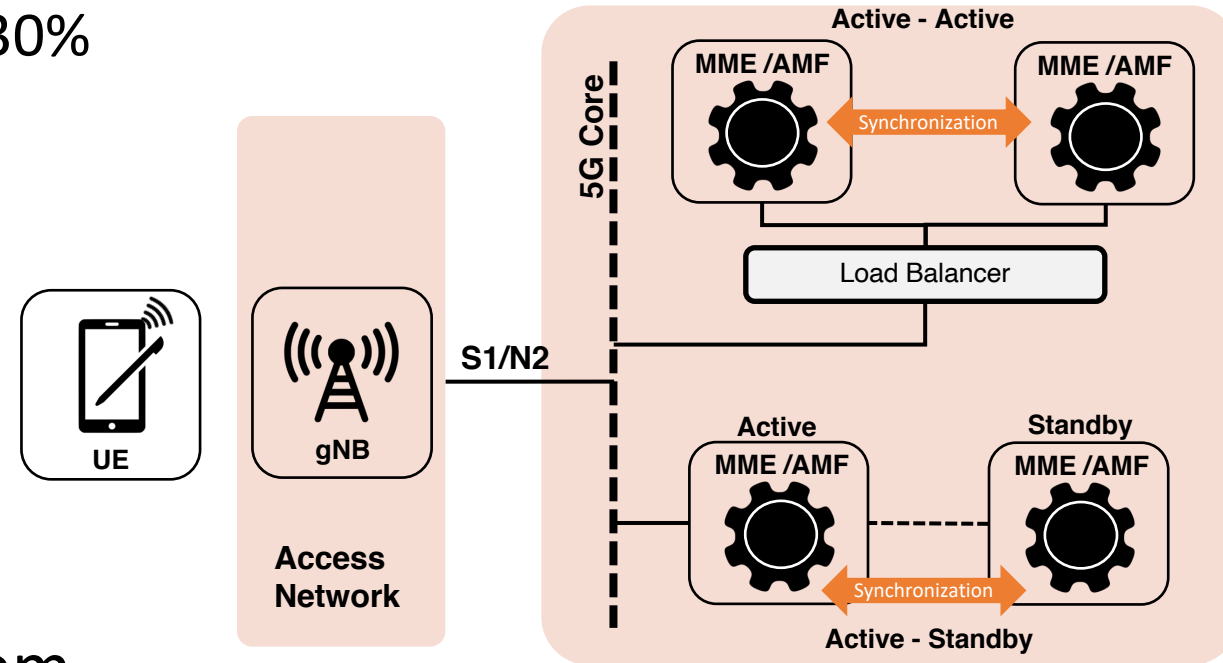 30%
Active - Active
MME /AMF
MME /AMF
Synchronization
5G Core
Load Balancer
S1/N2
UE
gNB
Access
Network
Active
Standby
MME /AMF
MME /AMF
Synchronization
Active - Standby